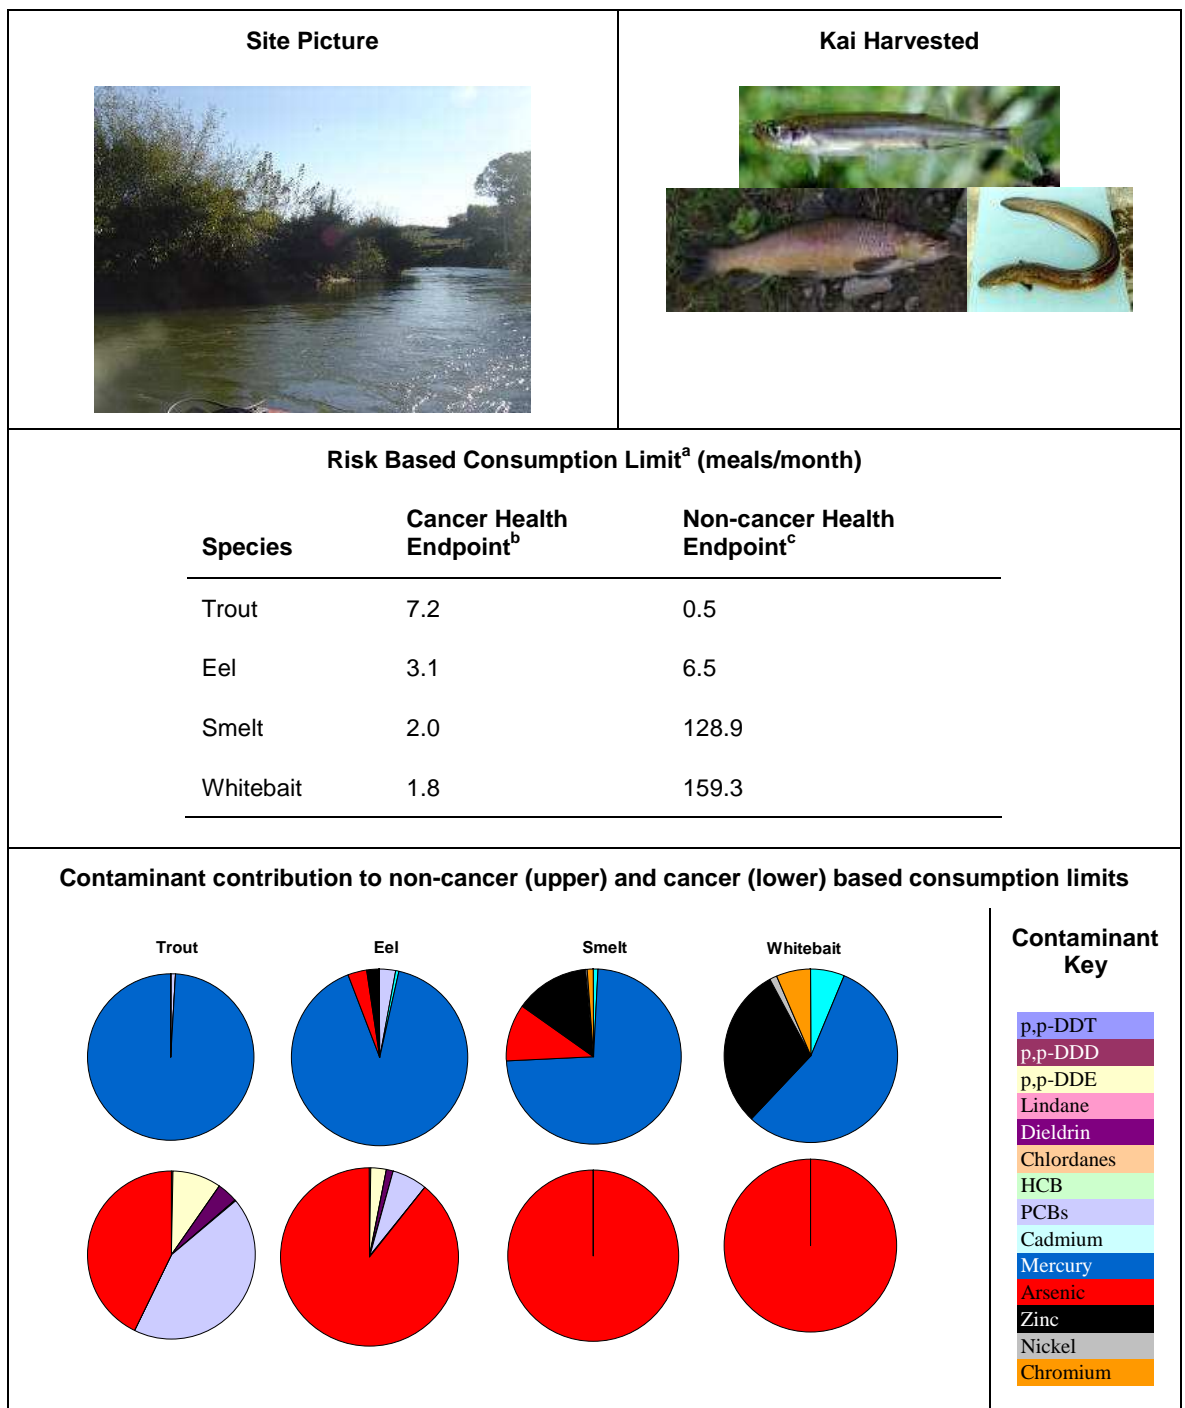 Site Picture
Kai Harvested
Risk Based Consumption Limitᵃ (meals/month)
Species
Cancer Health
Endpointᵇ
Non-cancer Health
Endpointᶜ
Trout 7.2 0.5
Eel 3.1 6.5
Smelt 2.0 128.9
Whitebait 1.8 159.3
Contaminant contribution to non-cancer (upper) and cancer (lower) based consumption limits
Trout
Eel
Smelt
Whitebait
Contaminant
Key
p,p-DDT
p,p-DDD
p,p-DDE
Lindane
Dieldrin
Chlordanes
HCB
PCBs
Cadmium
Mercury
Arsenic
Zinc
Nickel
Chromium